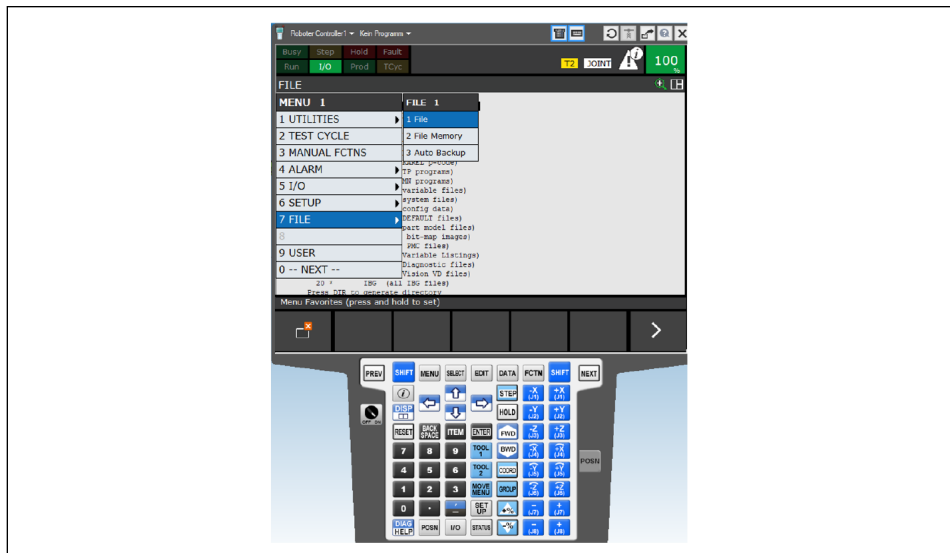 Roboter Controller1 Kein Programm
Busy Step Hold Fault
Run I/O Prod TCyc
T2 JOINT 100 %
FILE
MENU 1
1 UTILITIES
2 TEST CYCLE
3 MANUAL FCTNS
4 ALARM
5 I/O
6 SETUP
7 FILE
8
9 USER
0 -- NEXT --
FILE 1
1 File
2 File Memory
3 Auto Backup
KAREL p-code)
TP programs)
MN programs)
variable files)
system files)
config data)
DEFAULT files)
part model files)
bit-map images)
PMC files)
Variable Listings)
Diagnostic files)
Vision VD files)
20 * IBG (all IBG files)
Press DIR to generate directory
Menu Favorites (press and hold to set)
PREV SHIFT MENU SELECT EDIT DATA FCTN SHIFT NEXT
i STEP -X (J1) +X (J1)
DISP HOLD -Y (J2) +Y (J2)
OFF ON
RESET BACK SPACE ITEM ENTER FWD -Z (J3) +Z (J3)
7 8 9 TOOL 1 BWD -X (J4) +X (J4)
POSN
4 5 6 TOOL 2 COORD -Y (J5) +Y (J5)
1 2 3 MOVE MENU GROUP -Z (J6) +Z (J6)
0 . SET UP +% - (J7) + (J7)
DIAG HELP POSN I/O STATUS -% - (J8) + (J8)